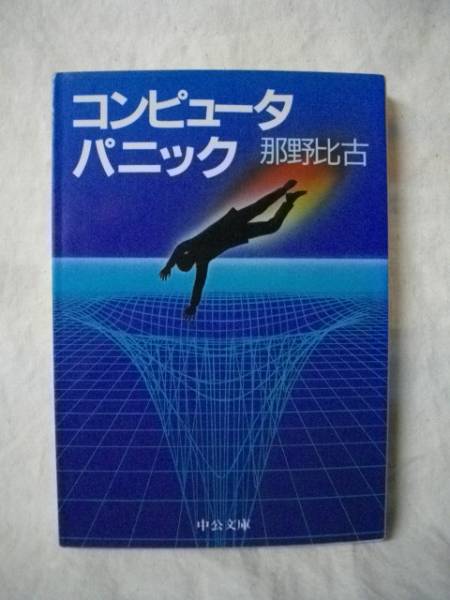 コンピュータ
パニック
那野比古
中公文庫